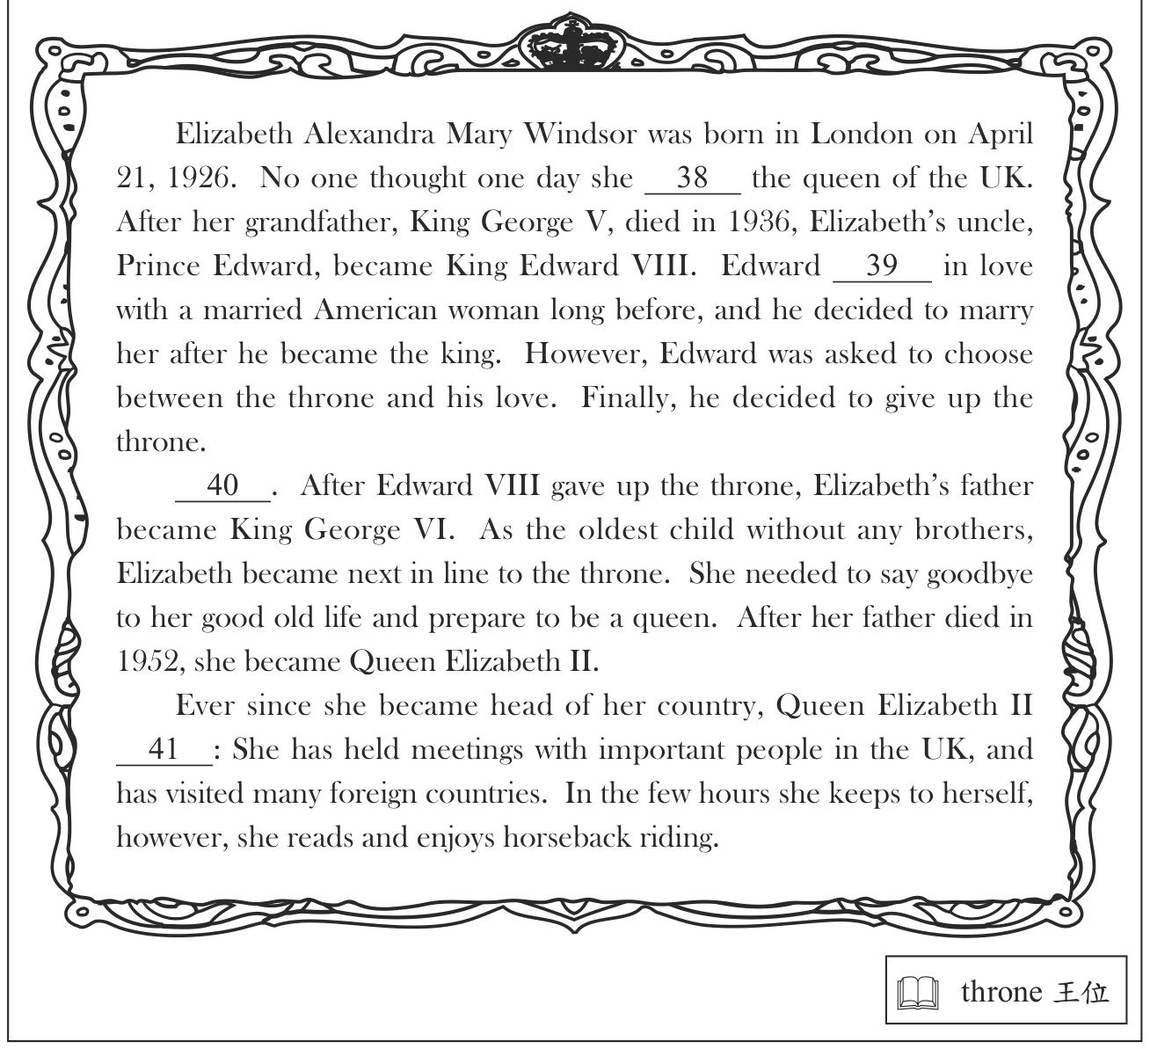 Elizabeth Alexandra Mary Windsor was born in London on April
21, 1926. No one thought one day she 38 the queen of the UK.
After her grandfather, King George V, died in 1936, Elizabeth’s uncle,
Prince Edward, became King Edward VIII. Edward 39 in love
with a married American woman long before, and he decided to marry
her after he became the king. However, Edward was asked to choose
between the throne and his love. Finally, he decided to give up the
throne.
40 . After Edward VIII gave up the throne, Elizabeth’s father
became King George VI. As the oldest child without any brothers,
Elizabeth became next in line to the throne. She needed to say goodbye
to her good old life and prepare to be a queen. After her father died in
1952, she became Queen Elizabeth II.
Ever since she became head of her country, Queen Elizabeth II
41 : She has held meetings with important people in the UK, and
has visited many foreign countries. In the few hours she keeps to herself,
however, she reads and enjoys horseback riding.
throne 王位